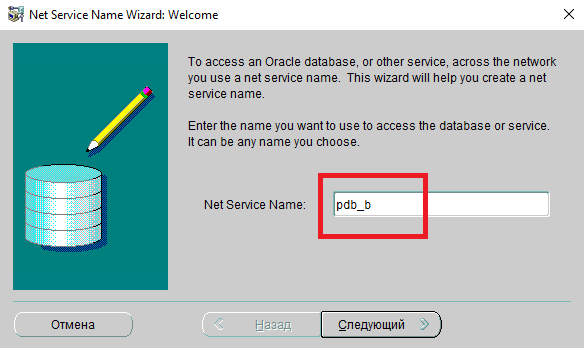 Net Service Name Wizard: Welcome
To access an Oracle database, or other service, across the network
you use a net service name. This wizard will help you create a net
service name.
Enter the name you want to use to access the database or service.
It can be any name you choose.
Net Service Name: pdb_b
Отмена Назад Следующий